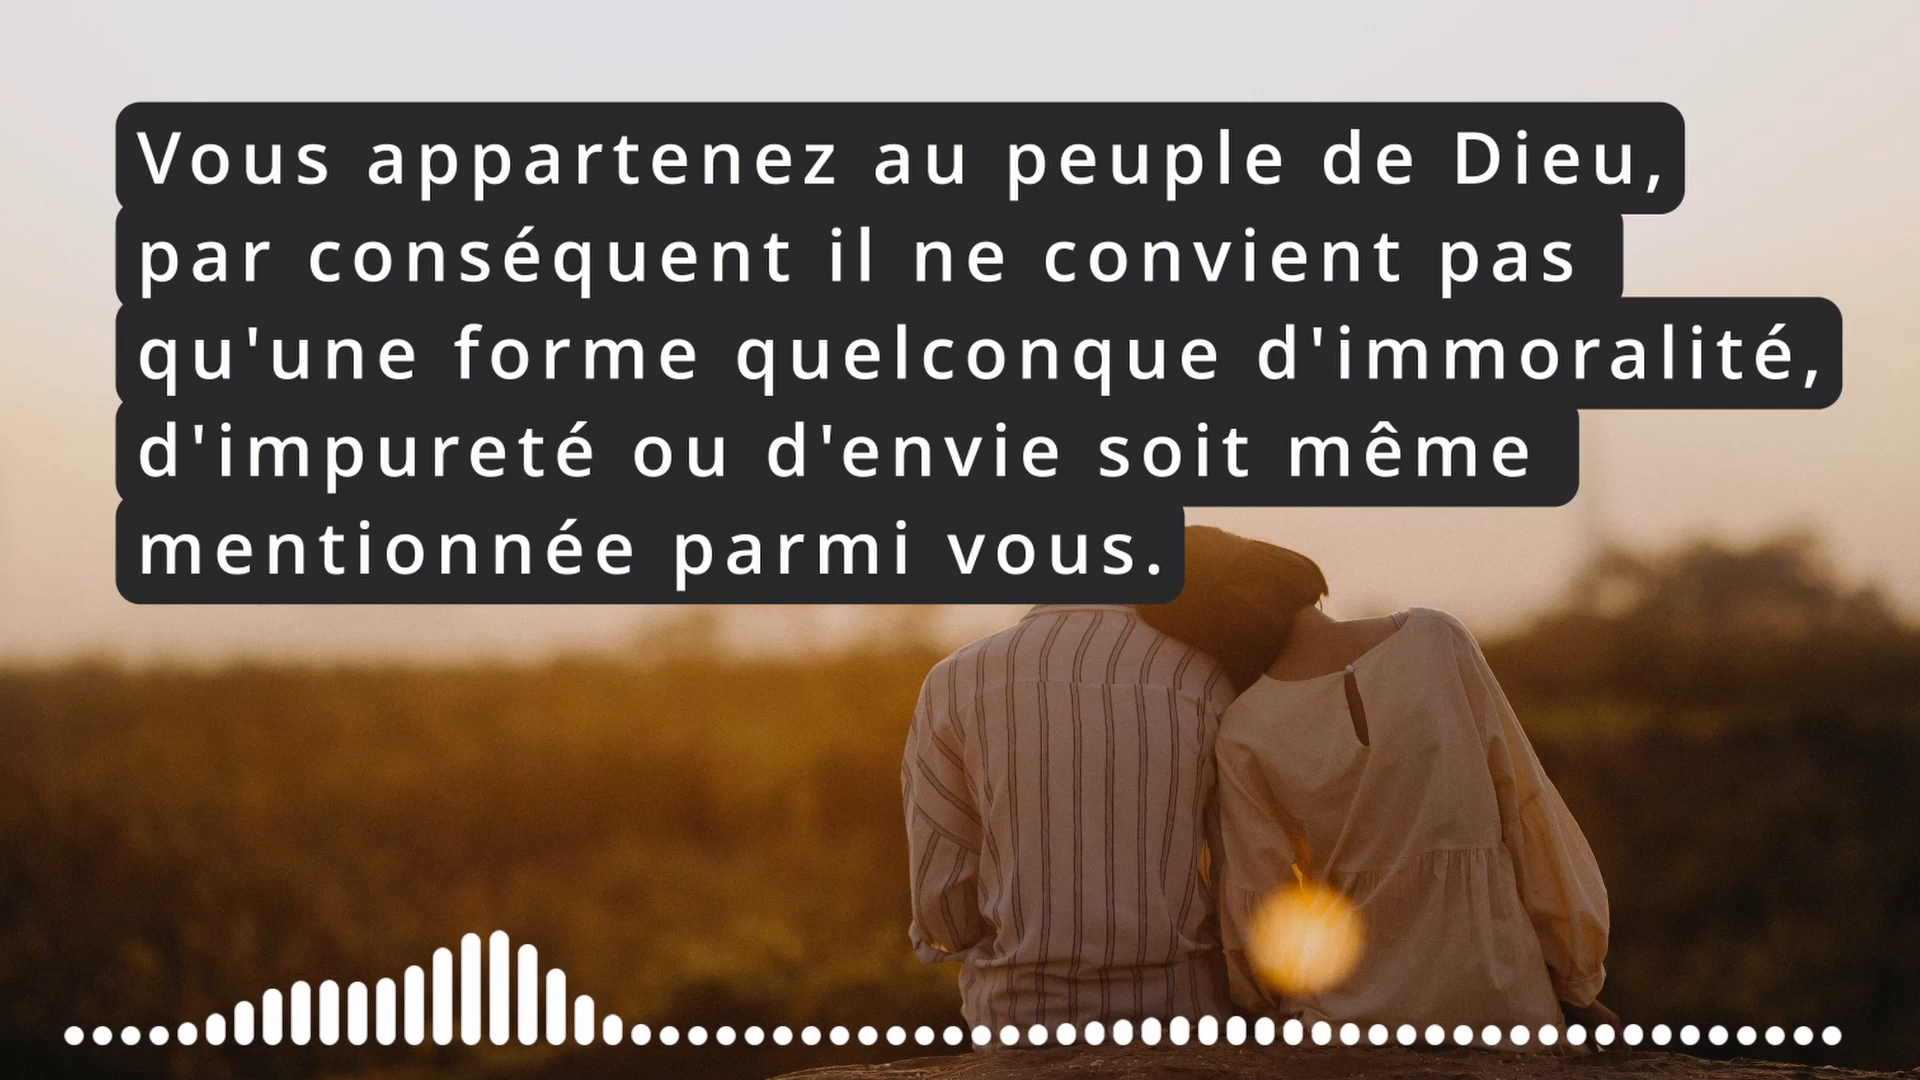 Vous appartenez au peuple de Dieu,
par conséquent il ne convient pas
qu'une forme quelconque d'immoralité,
d'impureté ou d'envie soit même
mentionnée parmi vous.